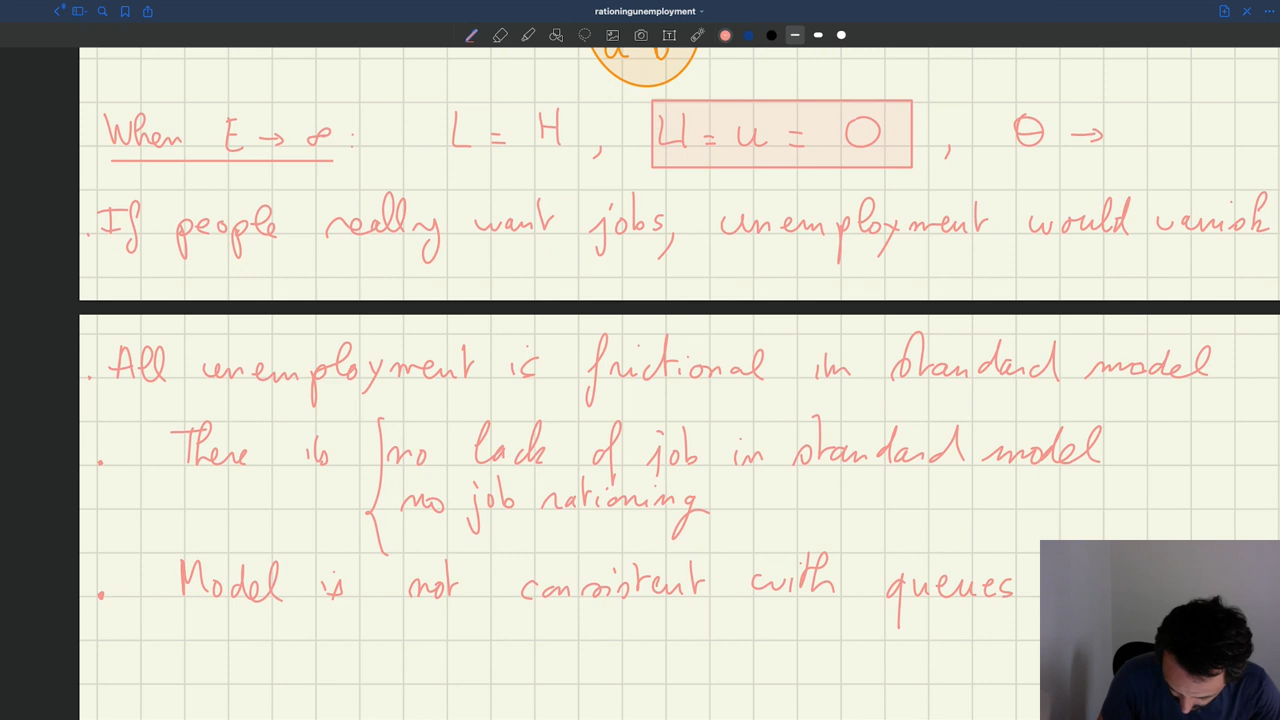 rationingunemployment
When E → ∞ : L = H , U = u = 0 , θ →
. If people really want jobs, unemployment would vanish
. All unemployment is frictional in standard model
. There is { no lack of job in standard model
no job rationing
. Model is not consistent with queues